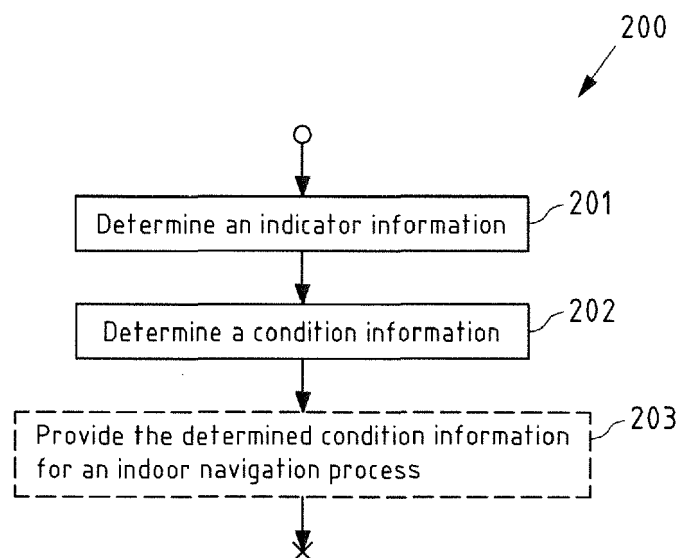 200
Determine an indicator information
201
Determine a condition information
202
Provide the determined condition information
for an indoor navigation process
203